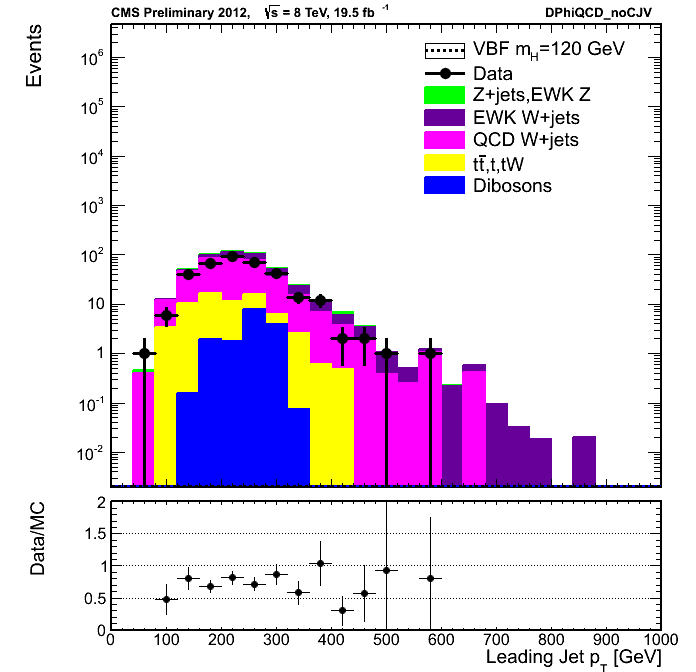 CMS Preliminary 2012, √s = 8 TeV, 19.5 fb⁻¹ DPhiQCD_noCJV
Events
10⁶
10⁵
10⁴
10³
10²
10
1
10⁻¹
10⁻²
VBF m_H=120 GeV
Data
Z+jets,EWK Z
EWK W+jets
QCD W+jets
tt̄,t,tW
Dibosons
Data/MC
2
1.5
1
0.5
0
0 100 200 300 400 500 600 700 800 900 1000
Leading Jet p_T [GeV]